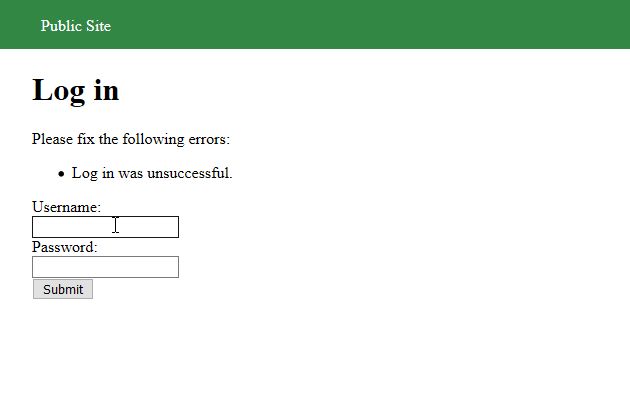 Public Site
Log in
Please fix the following errors:
• Log in was unsuccessful.
Username:
Password:
Submit